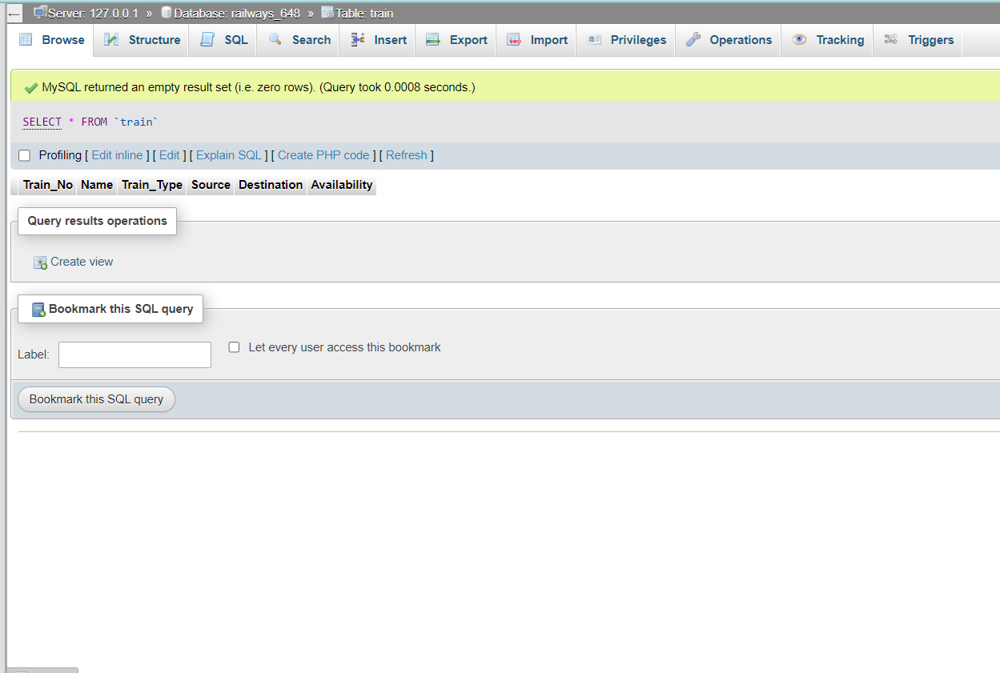 Server: 127.0.0.1 » Database: railways_648 » Table: train
Browse Structure SQL Search Insert Export Import Privileges Operations Tracking Triggers
MySQL returned an empty result set (i.e. zero rows). (Query took 0.0008 seconds.)
SELECT * FROM `train`
Profiling [ Edit inline ] [ Edit ] [ Explain SQL ] [ Create PHP code ] [ Refresh ]
Train_No Name Train_Type Source Destination Availability
Query results operations
Create view
Bookmark this SQL query
Label: Let every user access this bookmark
Bookmark this SQL query